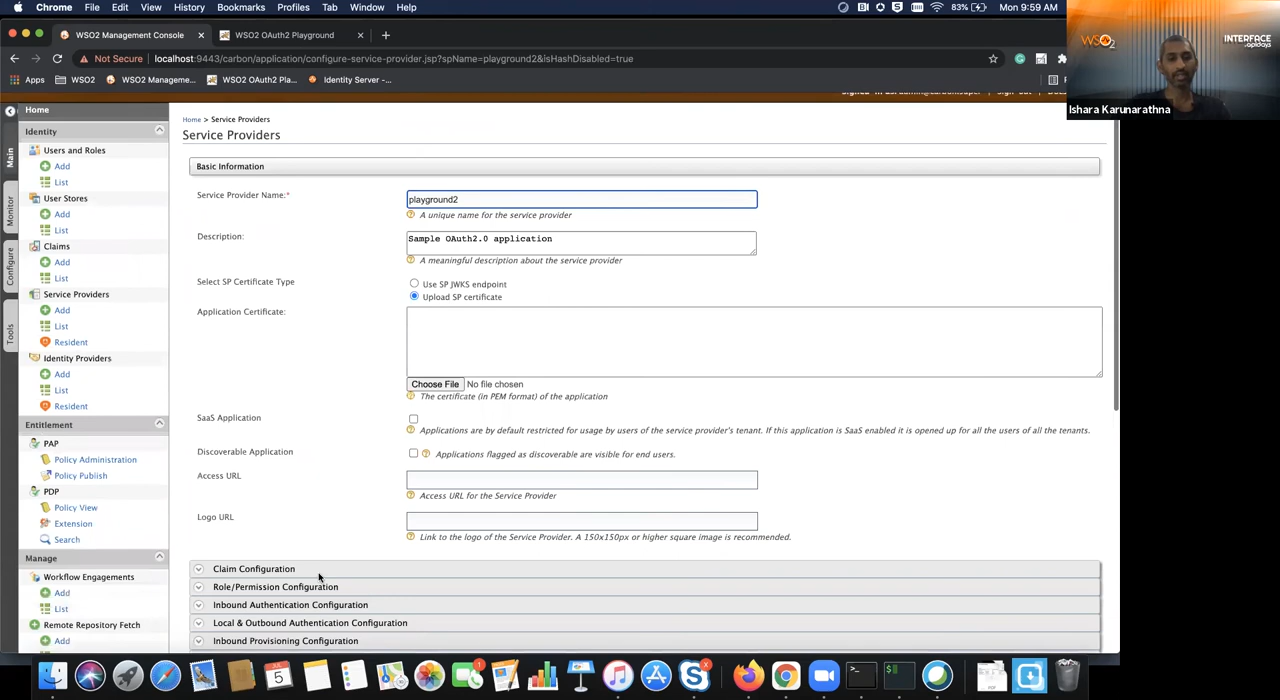 Chrome File Edit View History Bookmarks Profiles Tab Window Help 83% Mon 9:59 AM
WSO2 Management Console
WSO2 OAuth2 Playground
Not Secure localhost:9443/carbon/application/configure-service-provider.jsp?spName=playground2&isHashDisabled=true
Apps WSO2 WSO2 Manageme... WSO2 OAuth2 Pla... Identity Server -...
WSO2
INTERFACE
by apidays
Ishara Karunarathna
Home
Identity
Users and Roles
Add
List
User Stores
Add
List
Claims
Add
List
Service Providers
Add
List
Resident
Identity Providers
Add
List
Resident
Entitlement
PAP
Policy Administration
Policy Publish
PDP
Policy View
Extension
Search
Manage
Workflow Engagements
Add
List
Remote Repository Fetch
Add
Main
Monitor
Configure
Tools
Home > Service Providers
Service Providers
Basic Information
Service Provider Name:*
playground2
A unique name for the service provider
Description:
Sample OAuth2.0 application
A meaningful description about the service provider
Select SP Certificate Type
Use SP JWKS endpoint
Upload SP certificate
Application Certificate:
Choose File No file chosen
The certificate (in PEM format) of the application
SaaS Application
Applications are by default restricted for usage by users of the service provider's tenant. If this application is SaaS enabled it is opened up for all the users of all the tenants.
Discoverable Application
Applications flagged as discoverable are visible for end users.
Access URL
Access URL for the Service Provider
Logo URL
Link to the logo of the Service Provider. A 150x150px or higher square image is recommended.
Claim Configuration
Role/Permission Configuration
Inbound Authentication Configuration
Local & Outbound Authentication Configuration
Inbound Provisioning Configuration
JUL
5
1